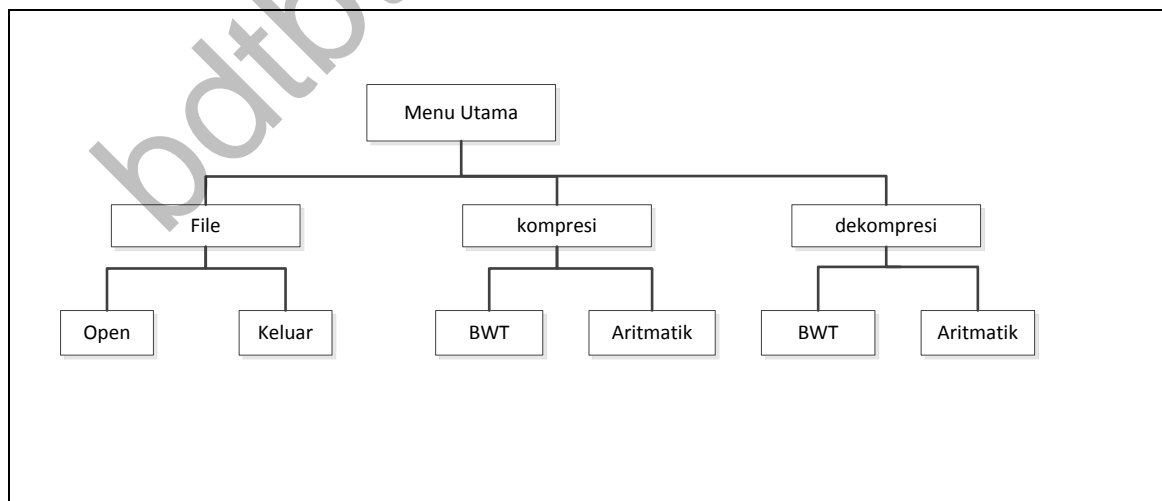 Menu Utama
File kompresi dekompresi
Open Keluar BWT Aritmatik BWT Aritmatik